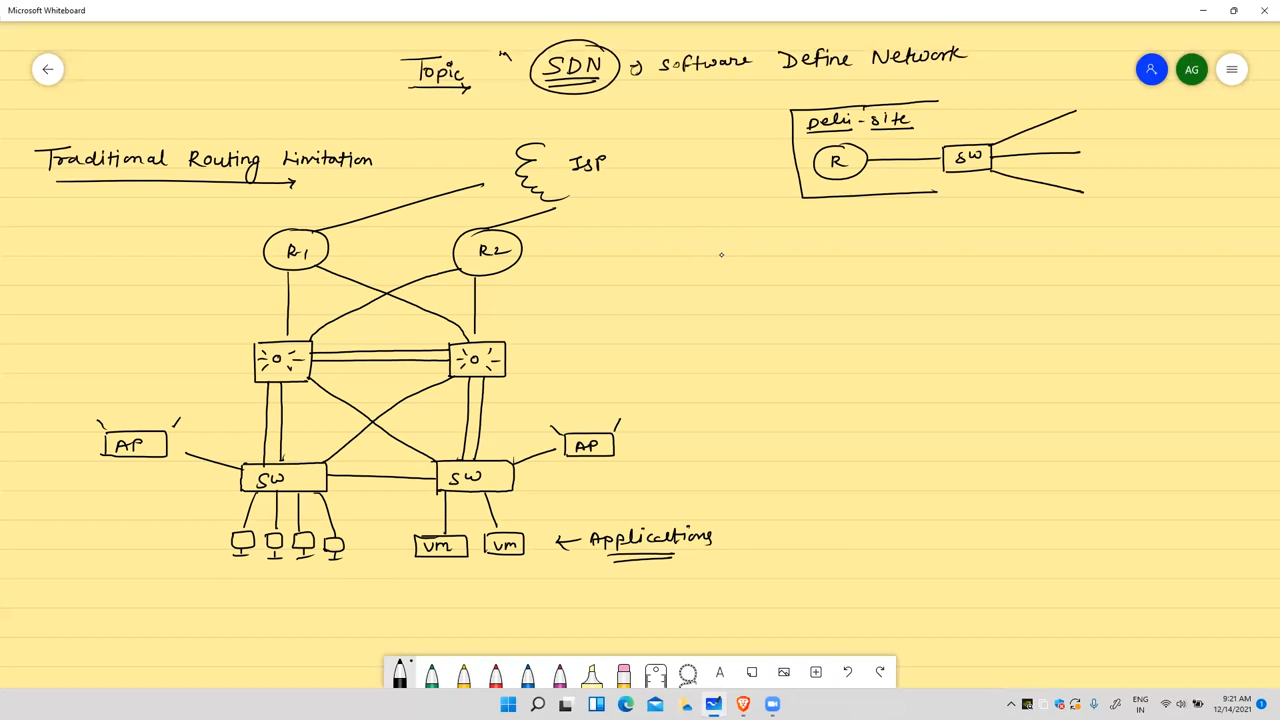 Microsoft Whiteboard
Topic " SDN Software Define Network
AG
Delhi - Site
R
SW
Traditional Routing Limitation
ISP
R1
R2
AP
AP
SW
SW
VM
VM
← Applications
A
ENG
IN
9:21 AM
12/14/2021